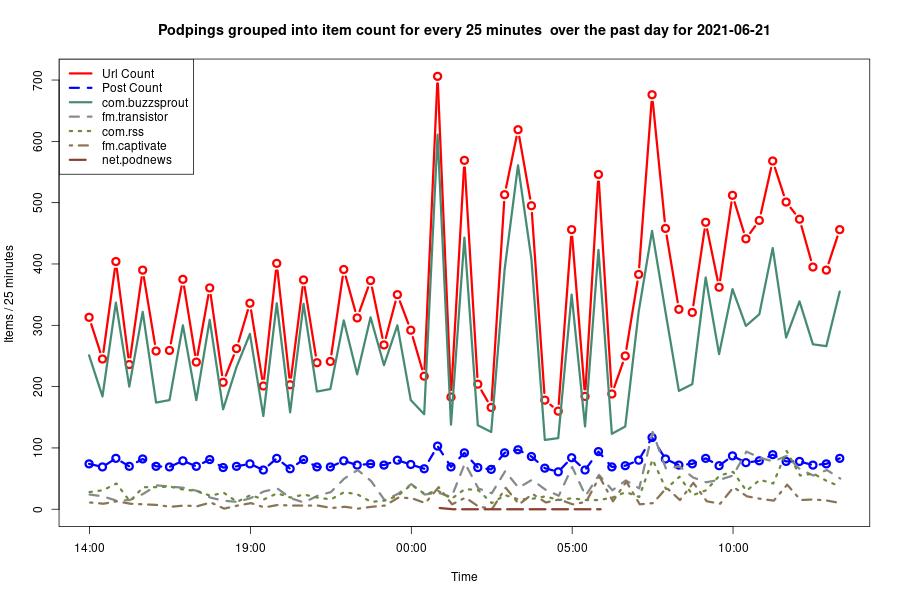 Podpings grouped into item count for every 25 minutes  over the past day for 2021-06-21
Url Count
Post Count
com.buzzsprout
fm.transistor
com.rss
fm.captivate
net.podnews
Items / 25 minutes
700
600
500
400
300
200
100
0
14:00 19:00 00:00 05:00 10:00
Time